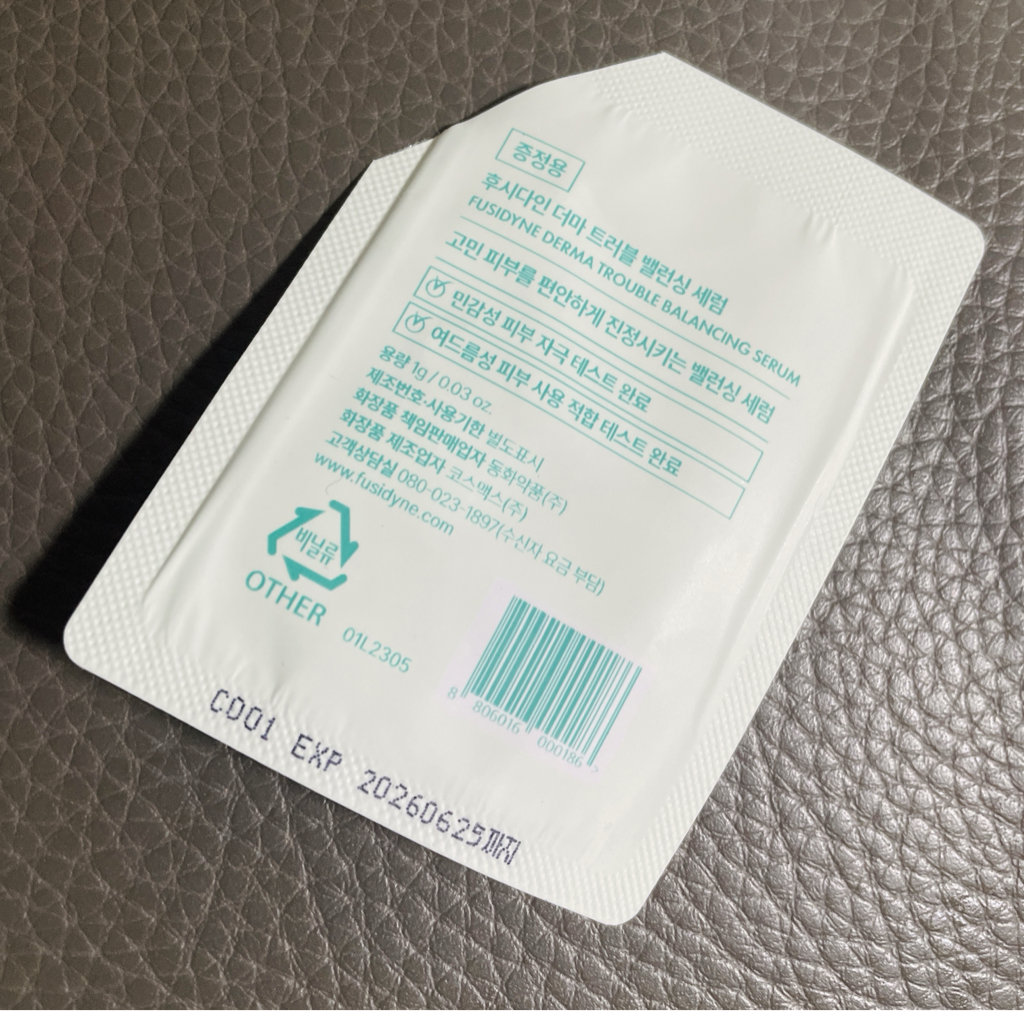 증정용
후시다인 더마 트러블 밸런싱 세럼
FUSIDYNE DERMA TROUBLE BALANCING SERUM
고민 피부를 편안하게 진정시키는 밸런싱 세럼
민감성 피부 자극 테스트 완료
여드름성 피부 사용 적합 테스트 완료
용량 1g / 0.03 oz.
제조번호·사용기한 별도표시
화장품 책임판매업자 동화약품(주)
화장품 제조업자 코스맥스(주)
고객상담실 080-023-1897(수신자 요금 부담)
www.fusidyne.com
비닐류
OTHER
01L2305
8 806016 000186 >
CD01 EXP 20260625까지